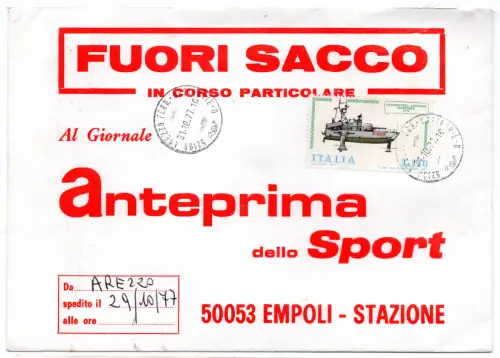 FUORI SACCO
IN CORSO PARTICOLARE
Al Giornale
anteprima
dello Sport
ITALIA
Da AREZZO
spedito il 29/10/77
alle ore
50053 EMPOLI - STAZIONE